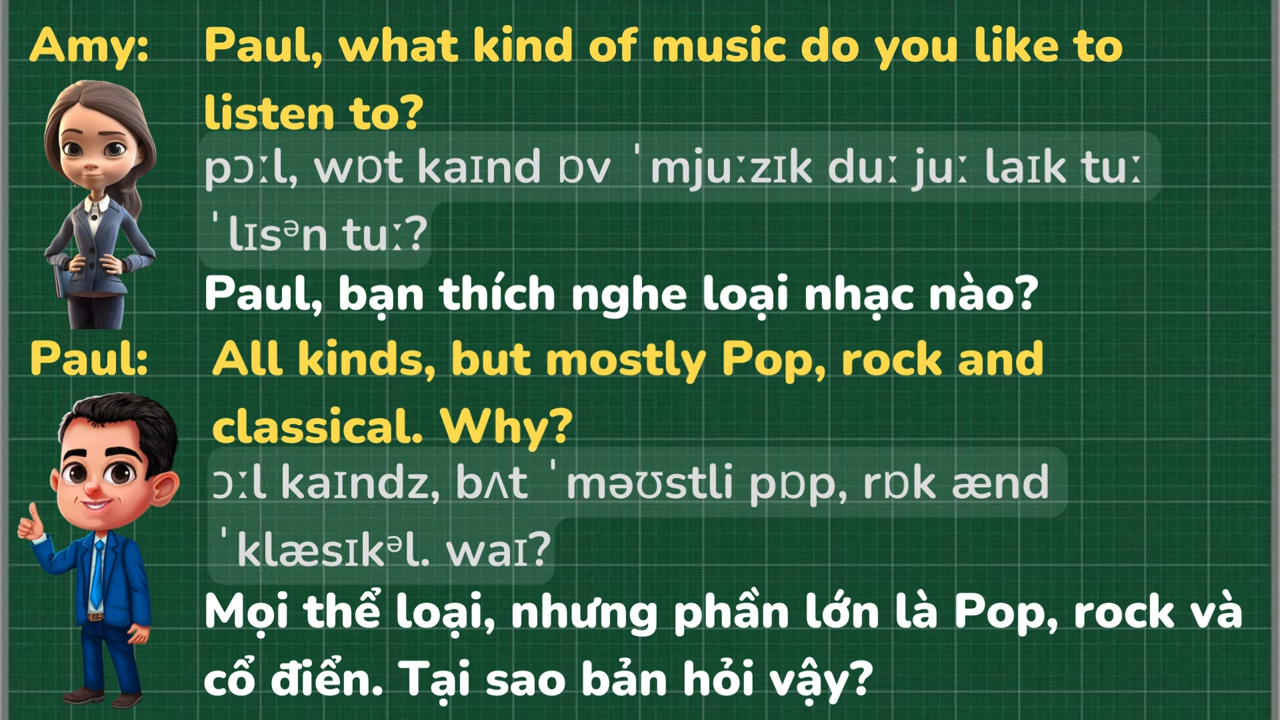 Amy: Paul, what kind of music do you like to
listen to?
pɔːl, wɒt kaɪnd ɒv ˈmjuːzɪk duː juː laɪk tuː
ˈlɪsᵊn tuː?
Paul, bạn thích nghe loại nhạc nào?
Paul: All kinds, but mostly Pop, rock and
classical. Why?
ɔːl kaɪndz, bʌt ˈməʊstli pɒp, rɒk ænd
ˈklæsɪkᵊl. waɪ?
Mọi thể loại, nhưng phần lớn là Pop, rock và
cổ điển. Tại sao bản hỏi vậy?